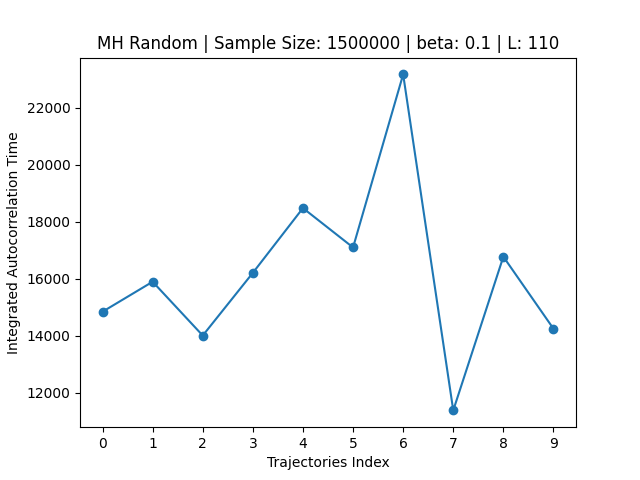 MH Random | Sample Size: 1500000 | beta: 0.1 | L: 110
Integrated Autocorrelation Time
22000
20000
18000
16000
14000
12000
0 1 2 3 4 5 6 7 8 9
Trajectories Index